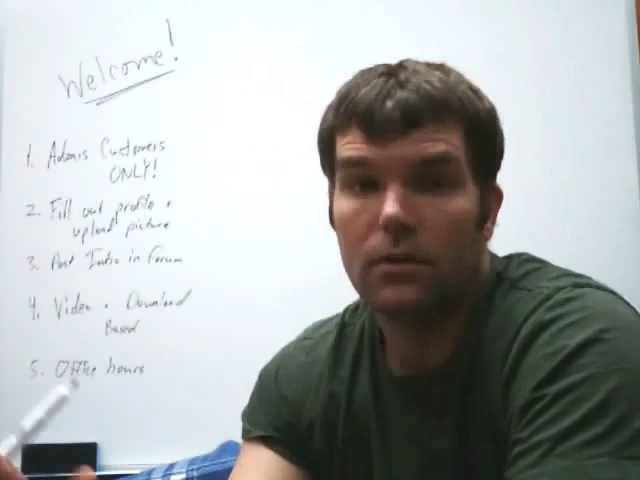 Welcome!
1. Adams Customers
ONLY!
2. Fill out profile +
upload picture
3. Post Intro in Forum
4. Video + Download
Based
5. Office hours